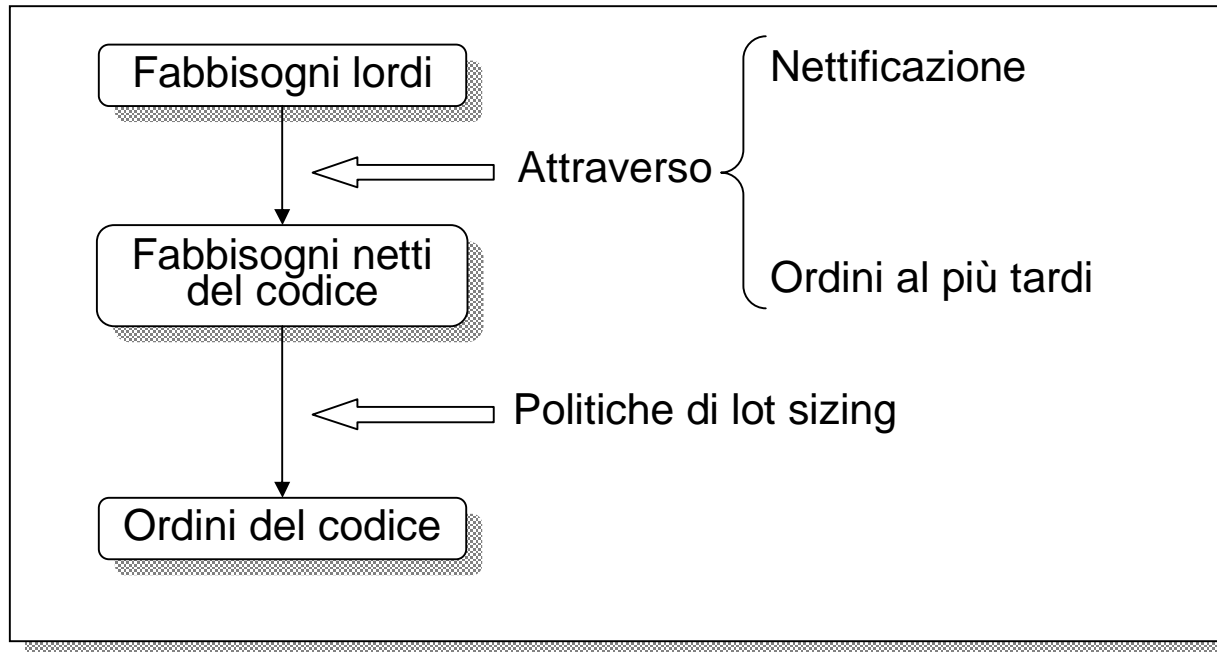 Fabbisogni lordi
Nettificazione
Attraverso
Fabbisogni netti
del codice
Ordini al più tardi
Politiche di lot sizing
Ordini del codice